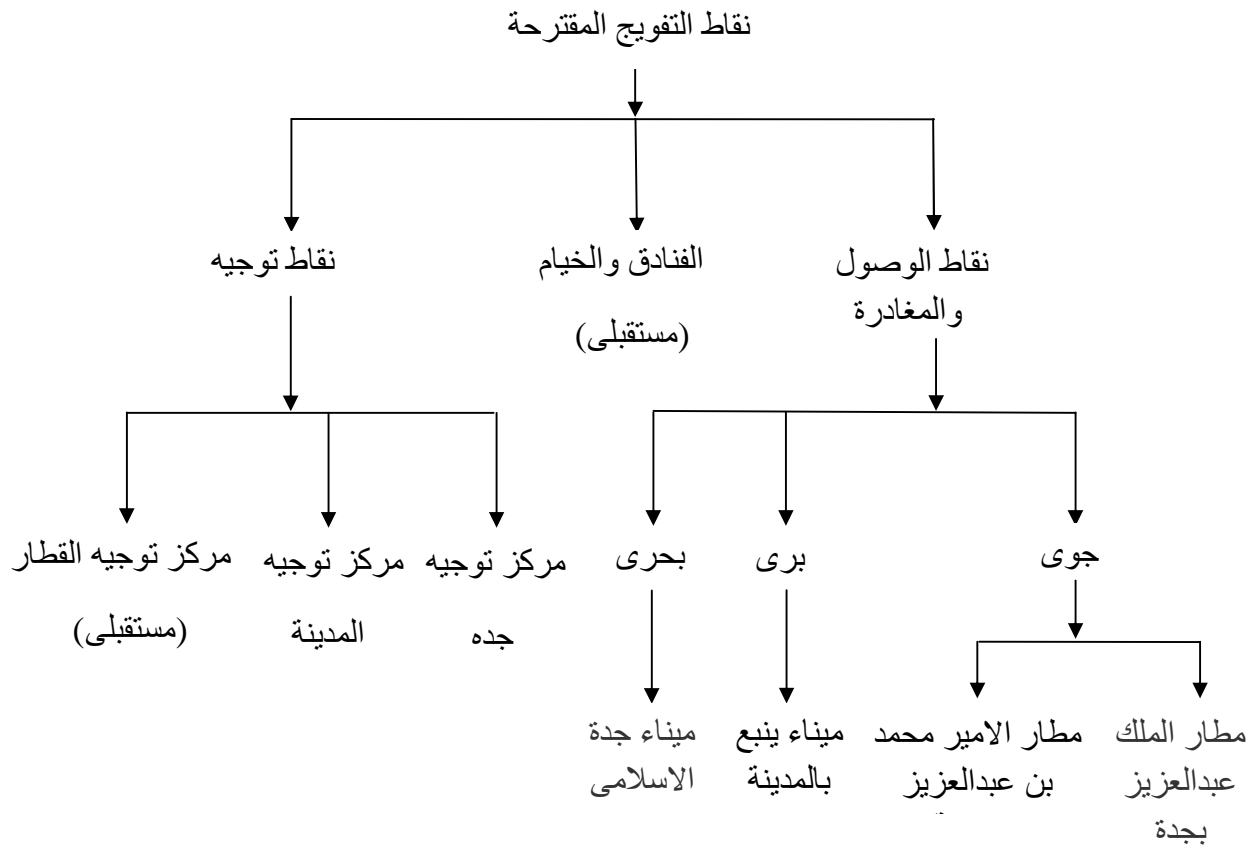 نقاط التفويج المقترحة
نقاط الوصول
والمغادرة
الفنادق والخيام
(مستقبلى)
نقاط توجيه
جوى
برى
بحرى
مركز توجيه
جده
مركز توجيه
المدينة
مركز توجيه القطار
(مستقبلى)
مطار الملك
عبدالعزيز
بجدة
مطار الامير محمد
بن عبدالعزيز
ميناء ينبع
بالمدينة
ميناء جدة
الاسلامى